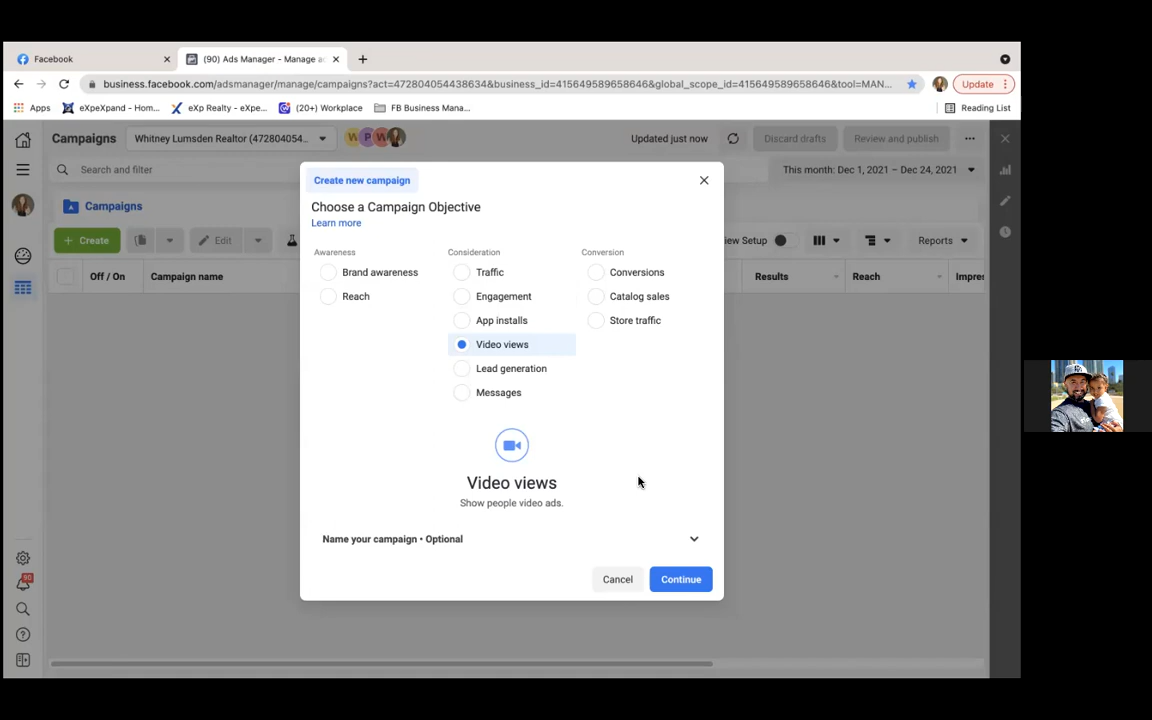 Facebook
(90) Ads Manager - Manage a
business.facebook.com/adsmanager/manage/campaigns?act=472804054438634&business_id=415649589658646&global_scope_id=415649589658646&tool=MAN...
Update
Apps
eXpeXpand - Hom...
eXp Realty - eXpe...
(20+) Workplace
FB Business Mana...
Reading List
Campaigns
Whitney Lumsden Realtor (472804054...
W
P
W
Updated just now
Discard drafts
Review and publish
Search and filter
This month: Dec 1, 2021 – Dec 24, 2021
Campaigns
+ Create
Edit
ew Setup
Reports
Off / On
Campaign name
Results
Reach
Impres
Create new campaign
Choose a Campaign Objective
Learn more
Awareness
Consideration
Conversion
Brand awareness
Traffic
Conversions
Reach
Engagement
Catalog sales
App installs
Store traffic
Video views
Lead generation
Messages
Video views
Show people video ads.
Name your campaign • Optional
Cancel
Continue
90